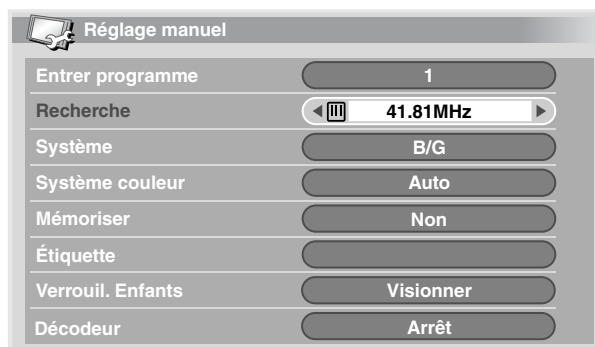 Réglage manuel
Entrer programme 1
Recherche 41.81MHz
Système B/G
Système couleur Auto
Mémoriser Non
Étiquette
Verrouil. Enfants Visionner
Décodeur Arrêt